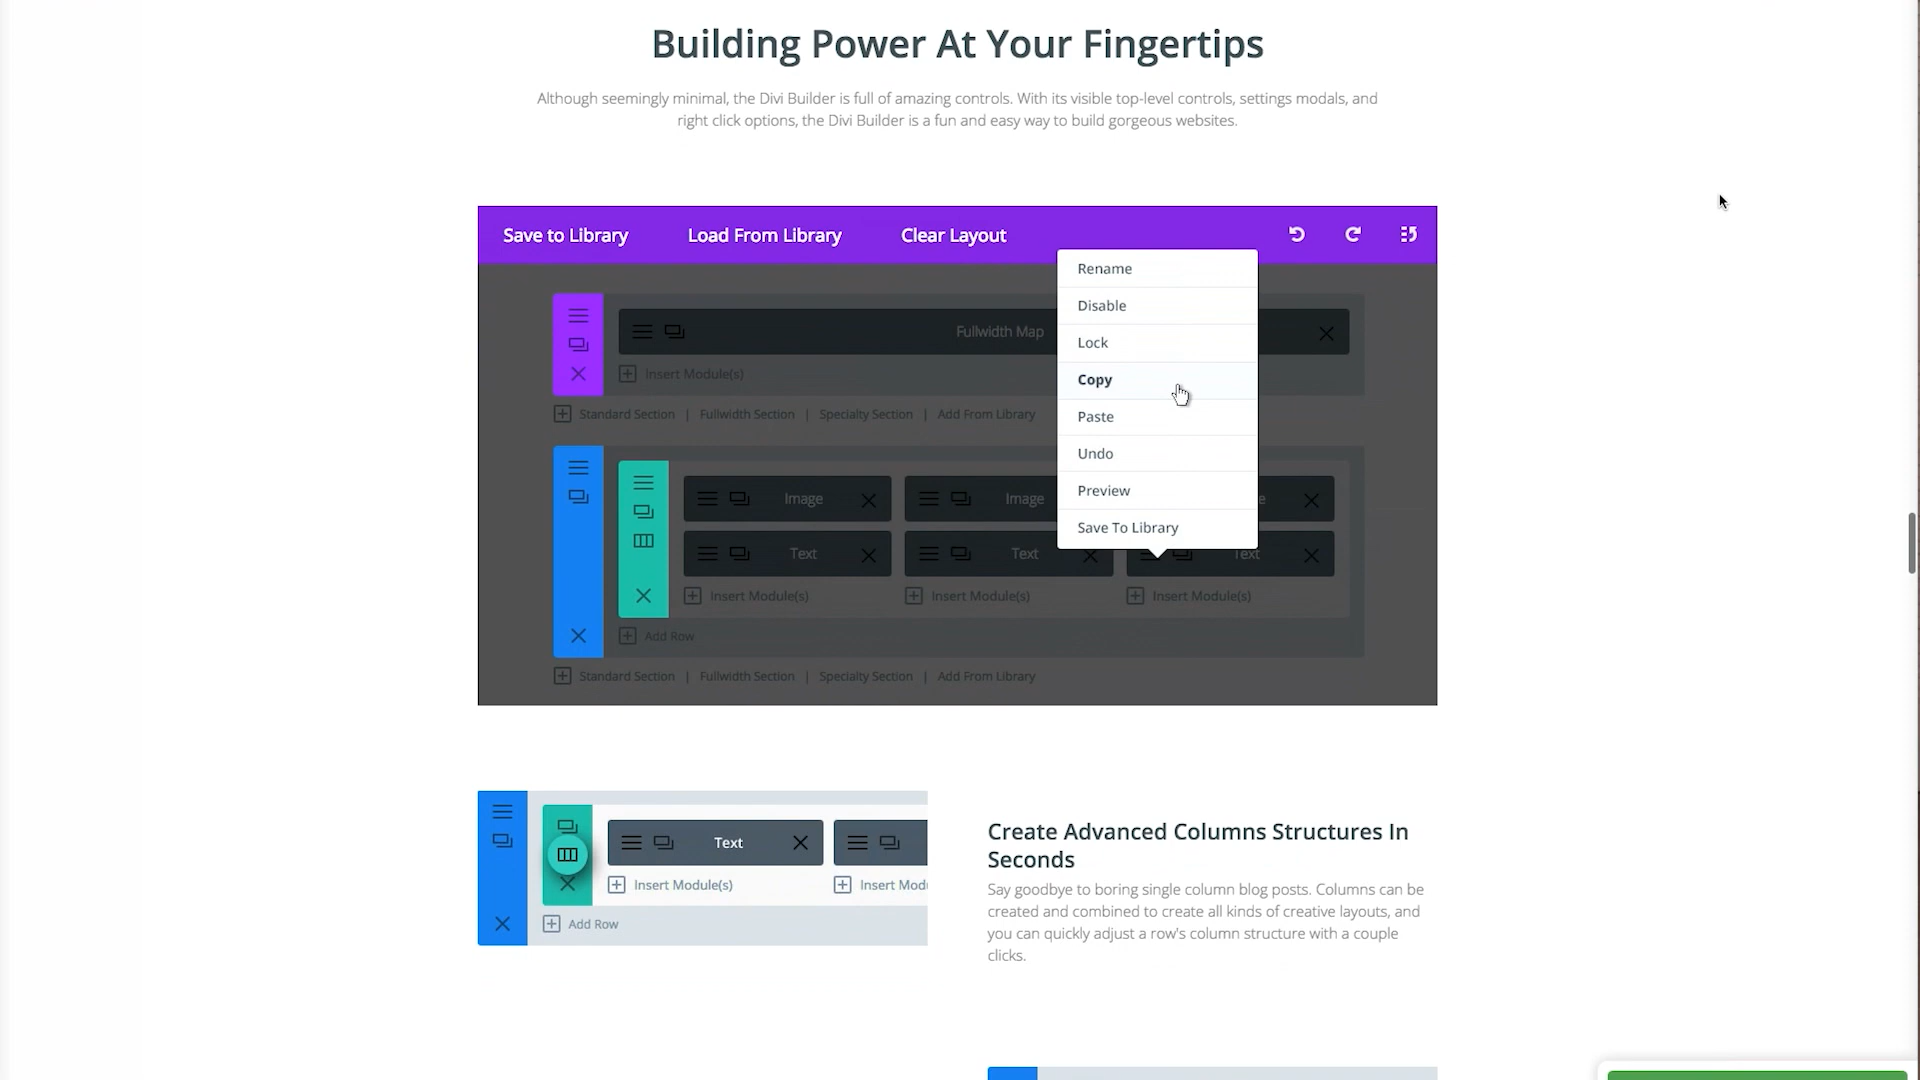 Building Power At Your Fingertips
Although seemingly minimal, the Divi Builder is full of amazing controls. With its visible top-level controls, settings modals, and
right click options, the Divi Builder is a fun and easy way to build gorgeous websites.
Save to Library Load From Library Clear Layout
Rename
Disable
Lock
Copy
Paste
Undo
Preview
Save To Library
Fullwidth Map
Insert Module(s)
Standard Section | Fullwidth Section | Specialty Section | Add From Library
Image Image
Text Text Text
Insert Module(s) Insert Module(s) Insert Module(s)
Add Row
Standard Section | Fullwidth Section | Specialty Section | Add From Library
Text
Insert Module(s)
Add Row
Create Advanced Columns Structures In
Seconds
Say goodbye to boring single column blog posts. Columns can be
created and combined to create all kinds of creative layouts, and
you can quickly adjust a row's column structure with a couple
clicks.